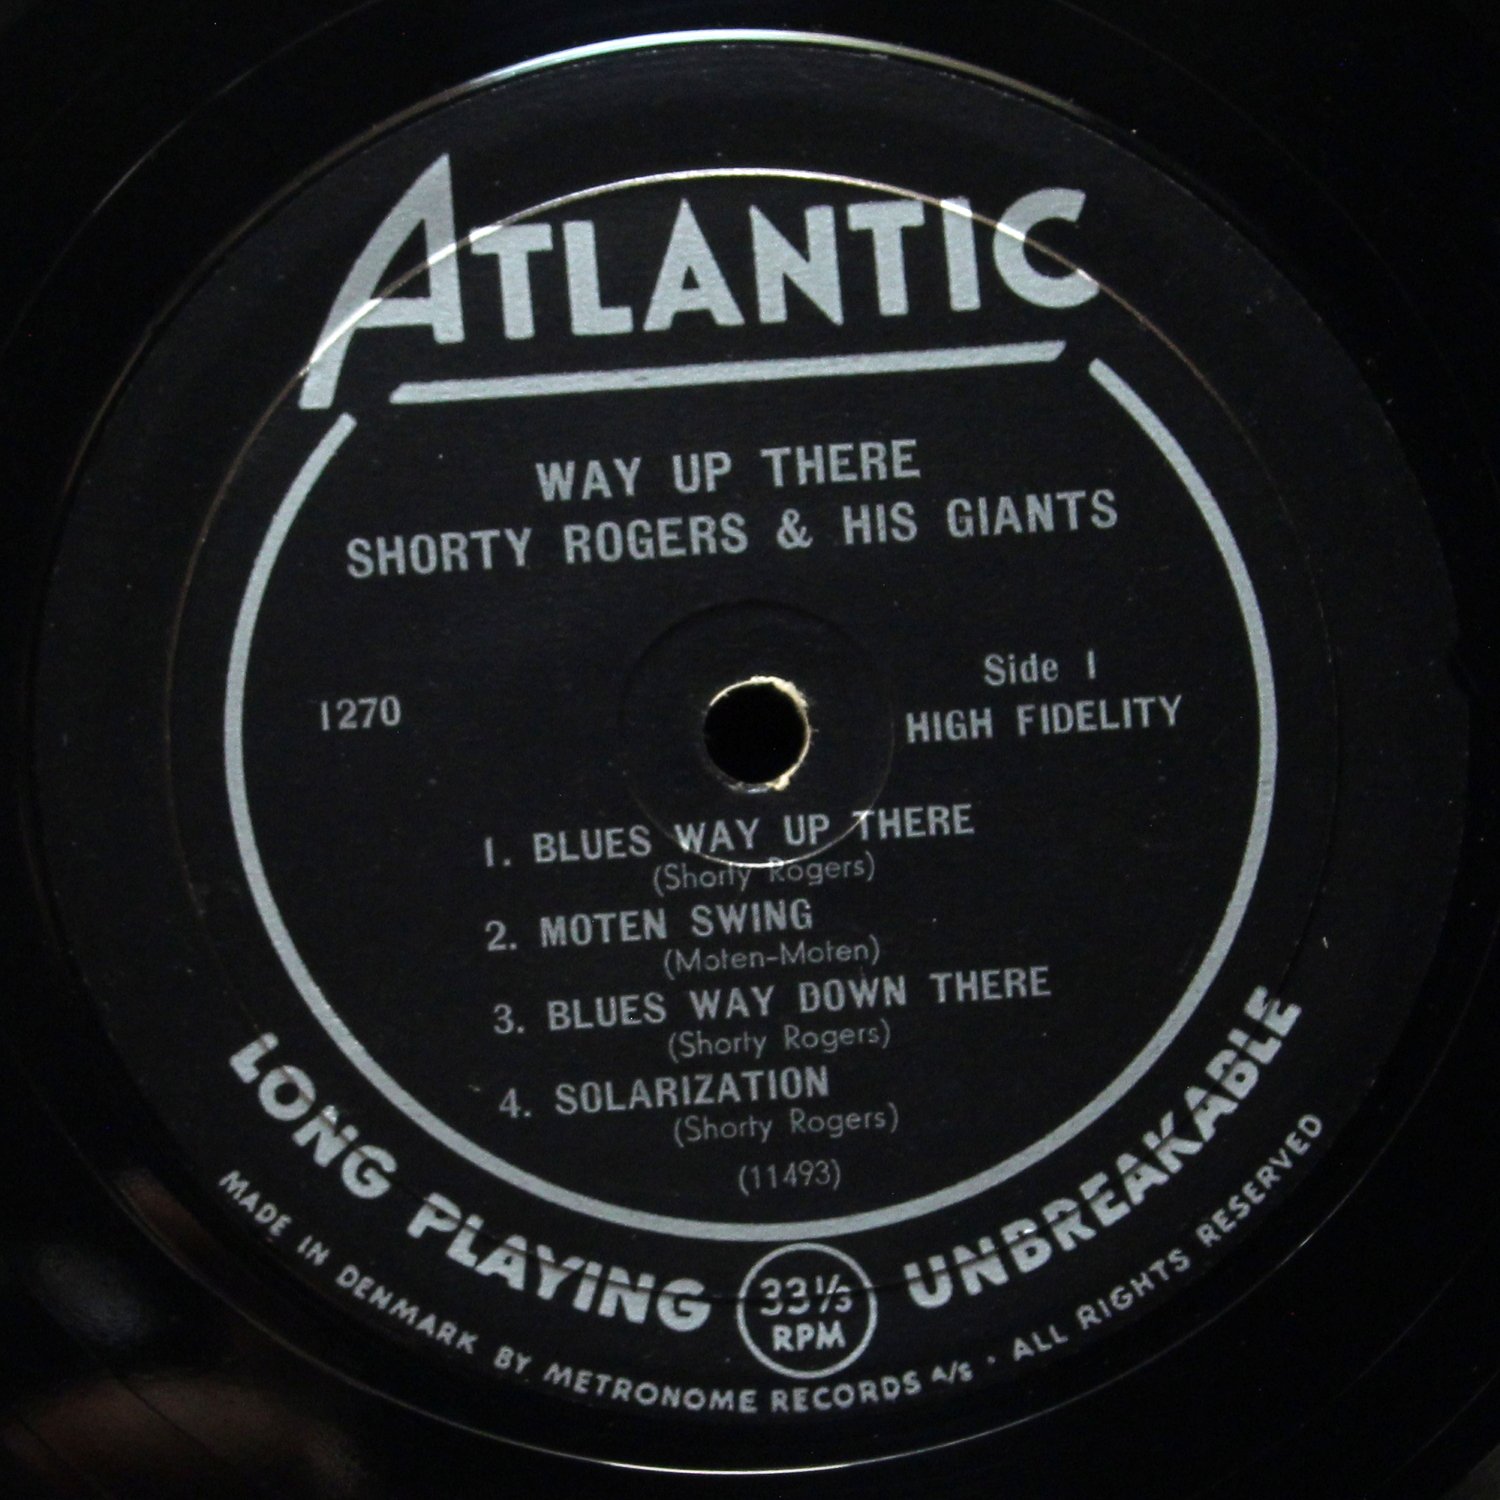 ATLANTIC
WAY UP THERE
SHORTY ROGERS & HIS GIANTS
1270
Side 1
HIGH FIDELITY
1. BLUES WAY UP THERE
(Shorty Rogers)
2. MOTEN SWING
(Moten-Moten)
3. BLUES WAY DOWN THERE
(Shorty Rogers)
4. SOLARIZATION
(Shorty Rogers)
(11493)
LONG PLAYING 33⅓ RPM UNBREAKABLE
MADE IN DENMARK BY METRONOME RECORDS A/S · ALL RIGHTS RESERVED